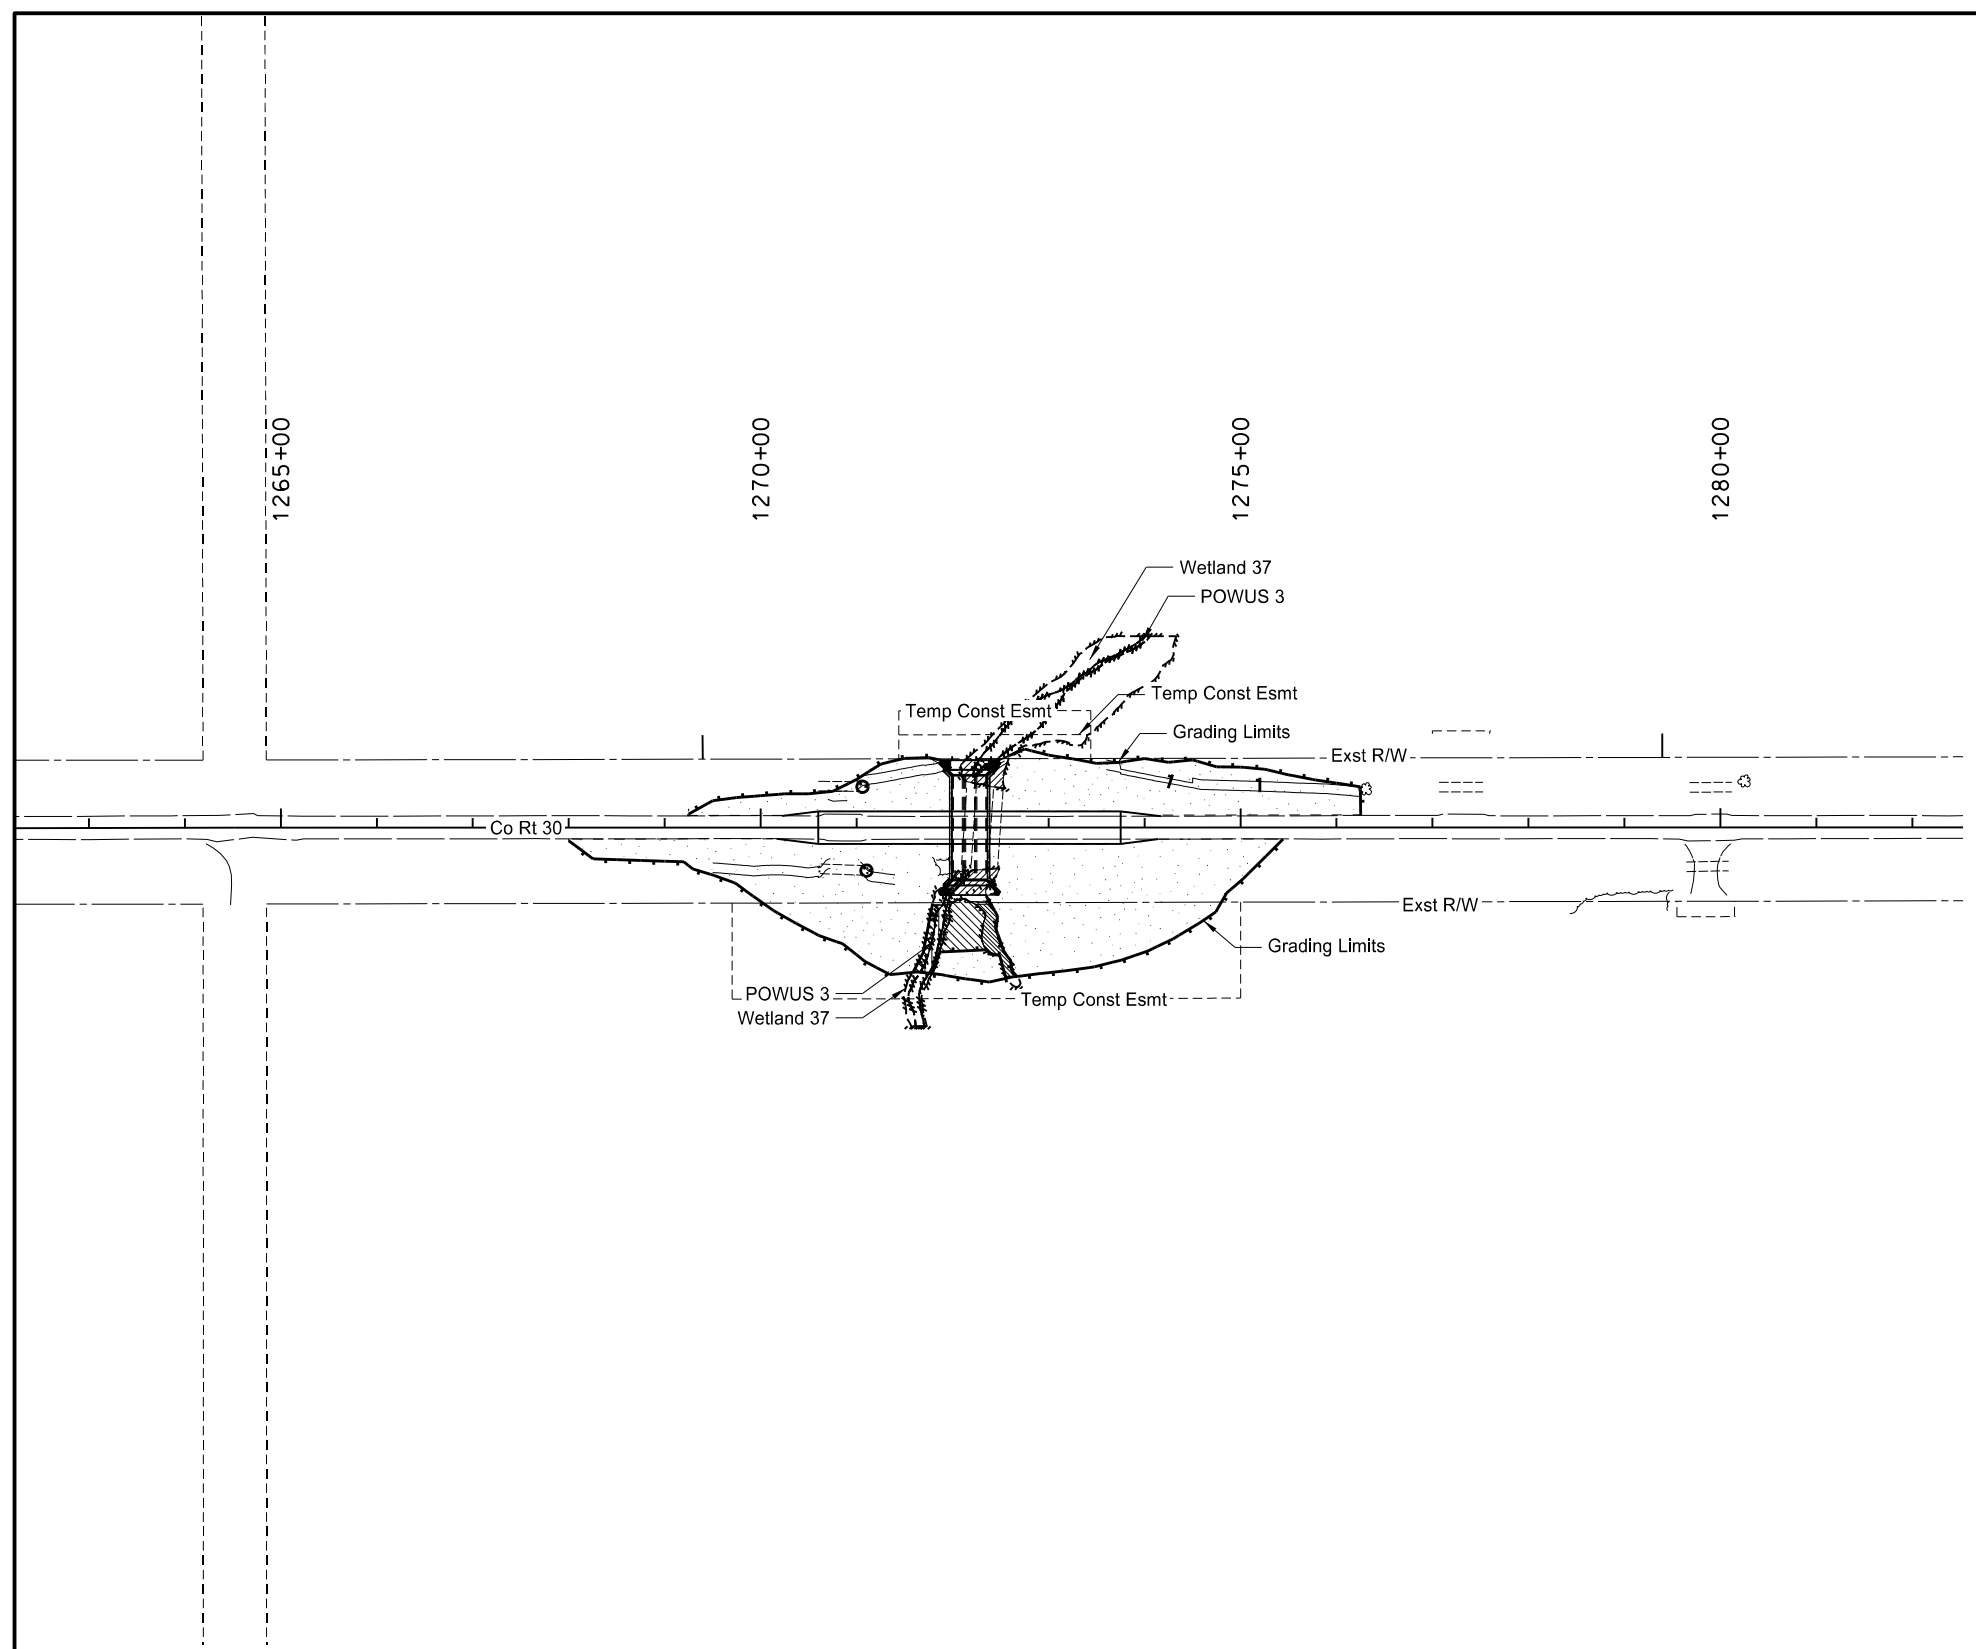 1265+00
1270+00
1275+00
1280+00
Wetland 37
POWUS 3
Temp Const Esmt
Temp Const Esmt
Grading Limits
Exst R/W
Co Rt 30
Exst R/W
Grading Limits
POWUS 3
Temp Const Esmt
Wetland 37